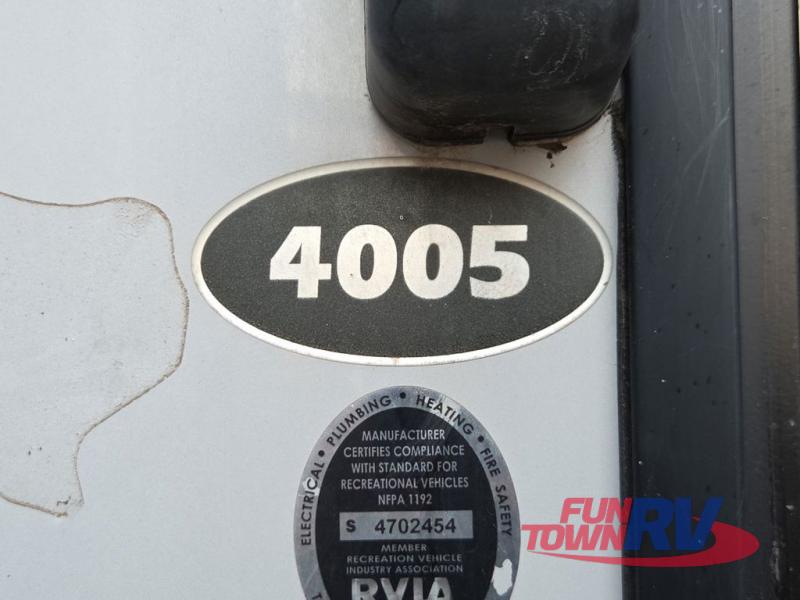 4005
ELECTRICAL • PLUMBING • HEATING • FIRE SAFETY
MANUFACTURER
CERTIFIES COMPLIANCE
WITH STANDARD FOR
RECREATIONAL VEHICLES
NFPA 1192
S 4702454
MEMBER
RECREATION VEHICLE
INDUSTRY ASSOCIATION
RVIA
FUN
TOWN RV